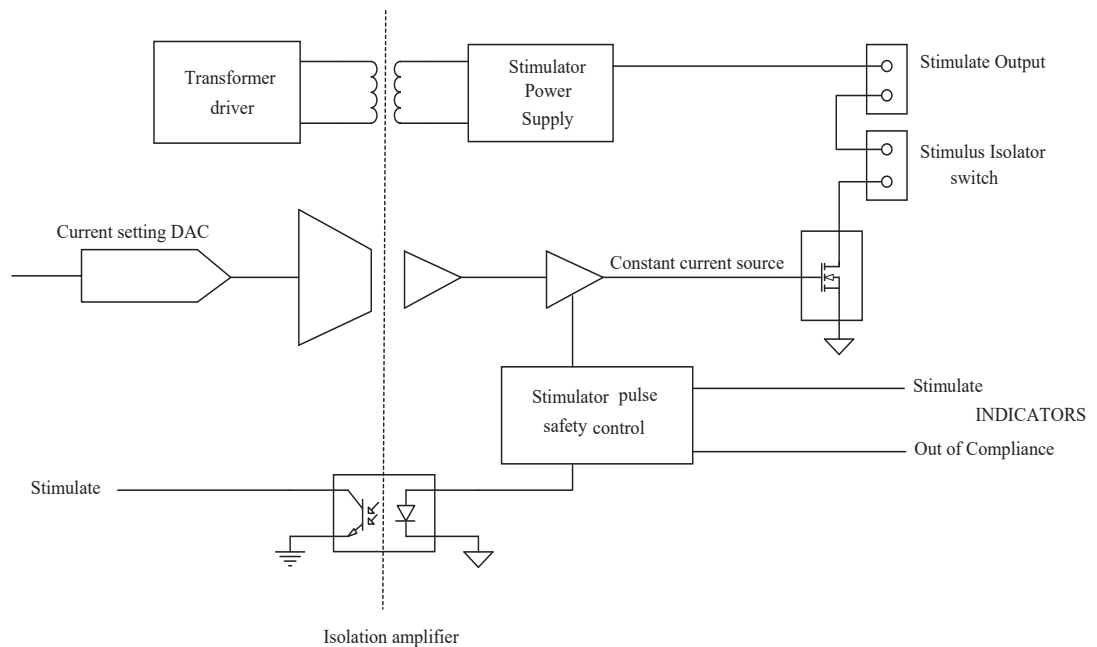 Transformer
driver
Stimulator
Power
Supply
Stimulate Output
Stimulus Isolator
switch
Current setting DAC
Constant current source
Stimulator pulse
safety control
Stimulate
INDICATORS
Out of Compliance
Stimulate
Isolation amplifier